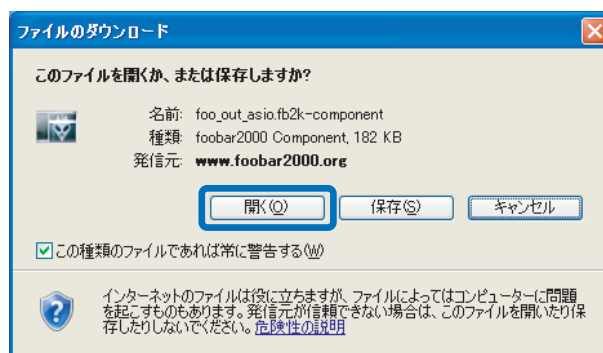 ファイルのダウンロード
このファイルを開くか、または保存しますか?
名前: foo_out_asio.fb2k-component
種類: foobar2000 Component, 182 KB
発信元: www.foobar2000.org
開く(O) 保存(S) キャンセル
この種類のファイルであれば常に警告する(W)
インターネットのファイルは役に立ちますが、ファイルによってはコンピューターに問題
を起こすものもあります。発信元が信頼できない場合は、このファイルを開いたり保
存したりしないでください。危険性の説明